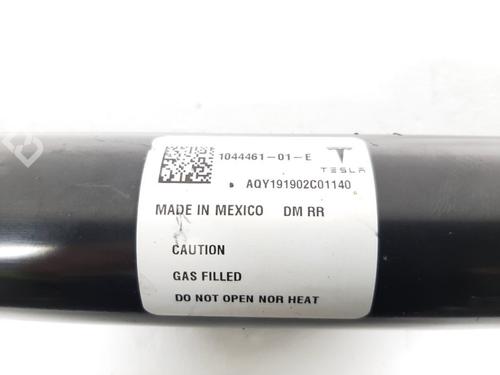 1044461-01-E
TESLA
AQY191902C01140
MADE IN MEXICO DM RR
CAUTION
GAS FILLED
DO NOT OPEN NOR HEAT